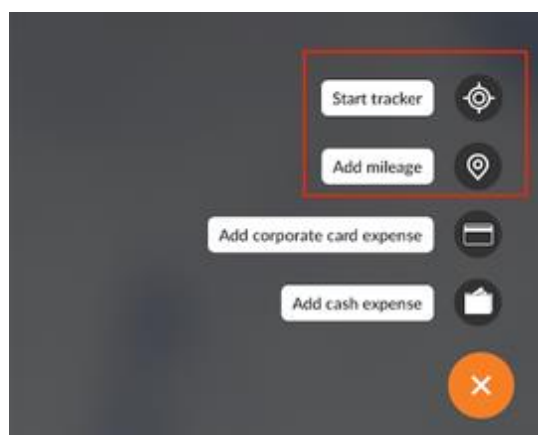 Start tracker
Add mileage
Add corporate card expense
Add cash expense